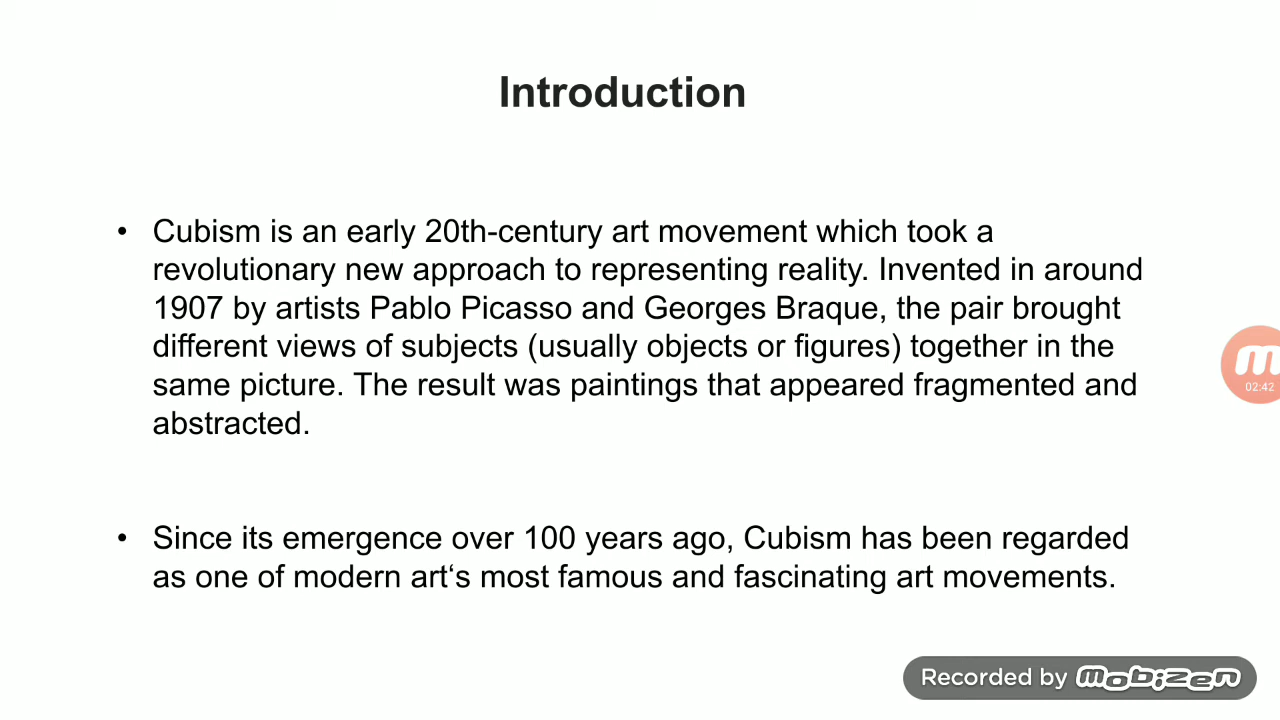 Introduction
• Cubism is an early 20th-century art movement which took a
revolutionary new approach to representing reality. Invented in around
1907 by artists Pablo Picasso and Georges Braque, the pair brought
different views of subjects (usually objects or figures) together in the
same picture. The result was paintings that appeared fragmented and
abstracted.
• Since its emergence over 100 years ago, Cubism has been regarded
as one of modern art‘s most famous and fascinating art movements.
m
02:42
Recorded by mobizen